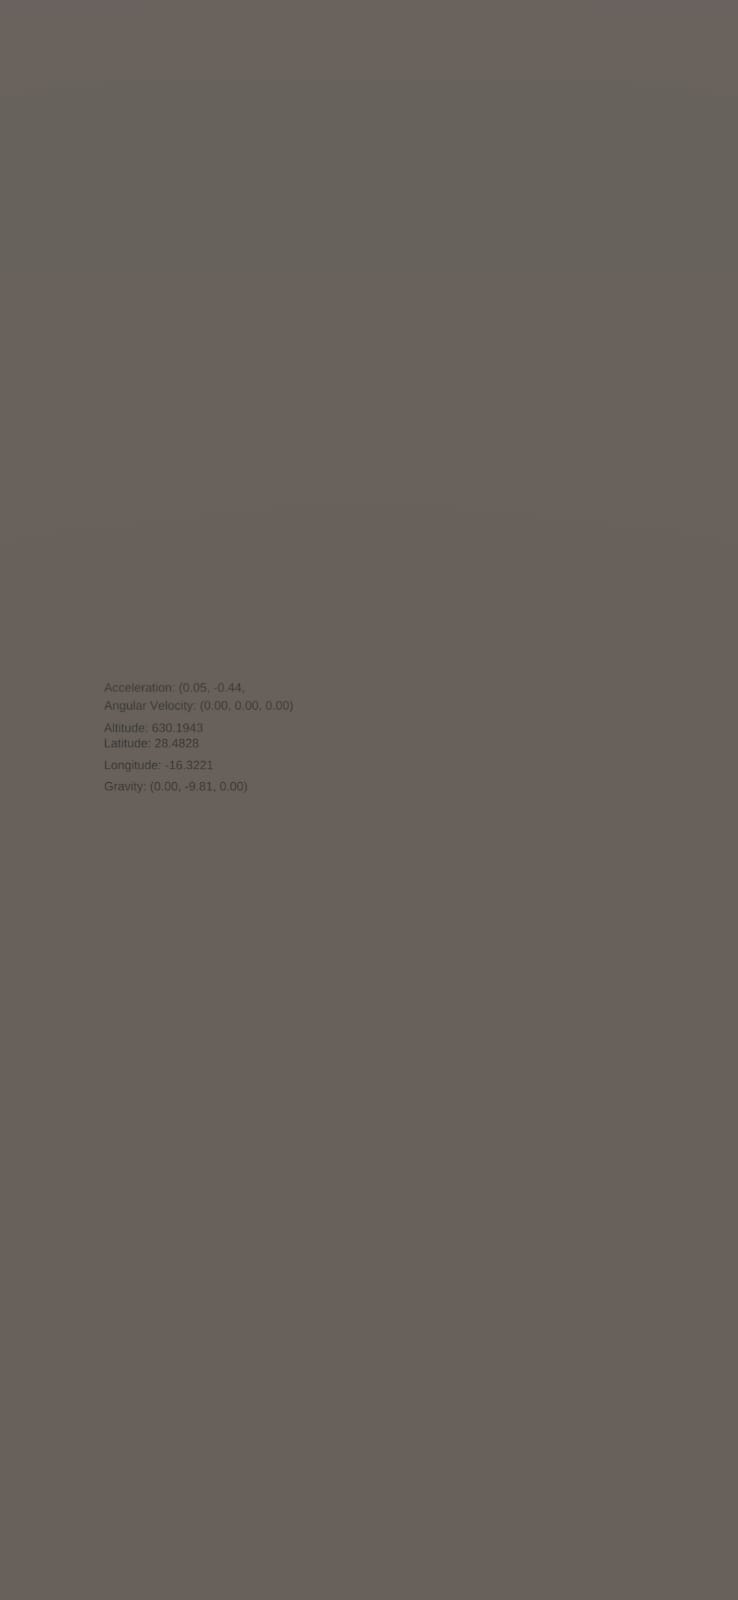 Acceleration: (0.05, -0.44,
Angular Velocity: (0.00, 0.00, 0.00)
Altitude: 630.1943
Latitude: 28.4828
Longitude: -16.3221
Gravity: (0.00, -9.81, 0.00)